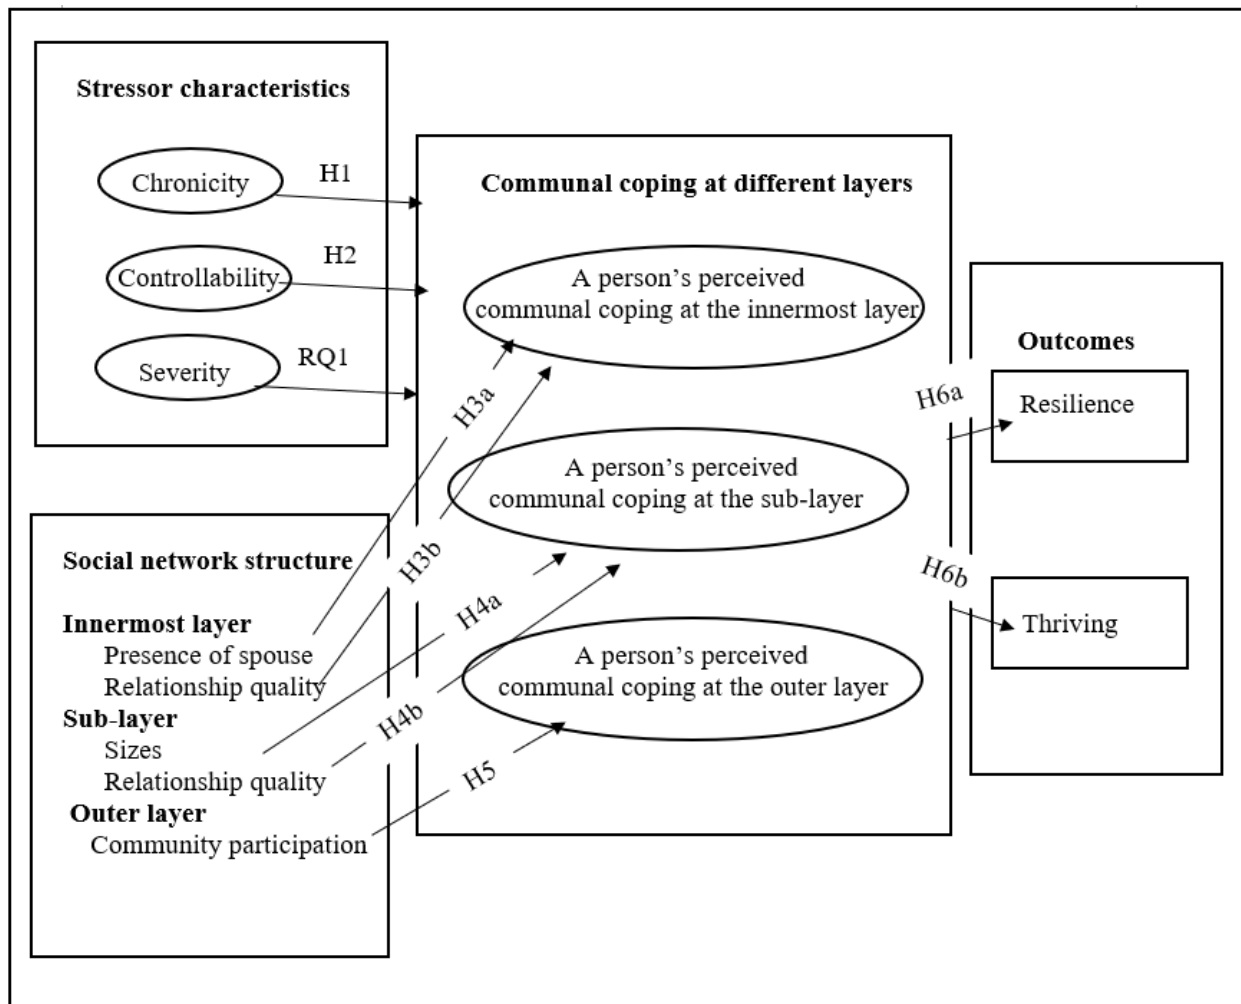 Stressor characteristics
Chronicity
H1
Controllability
H2
Severity
RQ1
Social network structure
Innermost layer
Presence of spouse
Relationship quality
Sub-layer
Sizes
Relationship quality
Outer layer
Community participation
H3a
H3b
H4a
H4b
H5
Communal coping at different layers
A person’s perceived
communal coping at the innermost layer
A person’s perceived
communal coping at the sub-layer
A person’s perceived
communal coping at the outer layer
H6a
H6b
Outcomes
Resilience
Thriving